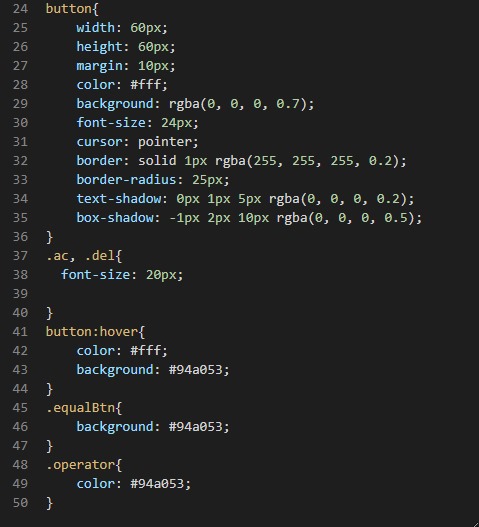 24 button{
25     width: 60px;
26     height: 60px;
27     margin: 10px;
28     color: #fff;
29     background: rgba(0, 0, 0, 0.7);
30     font-size: 24px;
31     cursor: pointer;
32     border: solid 1px rgba(255, 255, 255, 0.2);
33     border-radius: 25px;
34     text-shadow: 0px 1px 5px rgba(0, 0, 0, 0.2);
35     box-shadow: -1px 2px 10px rgba(0, 0, 0, 0.5);
36 }
37 .ac, .del{
38   font-size: 20px;
39
40 }
41 button:hover{
42     color: #fff;
43     background: #94a053;
44 }
45 .equalBtn{
46     background: #94a053;
47 }
48 .operator{
49     color: #94a053;
50 }